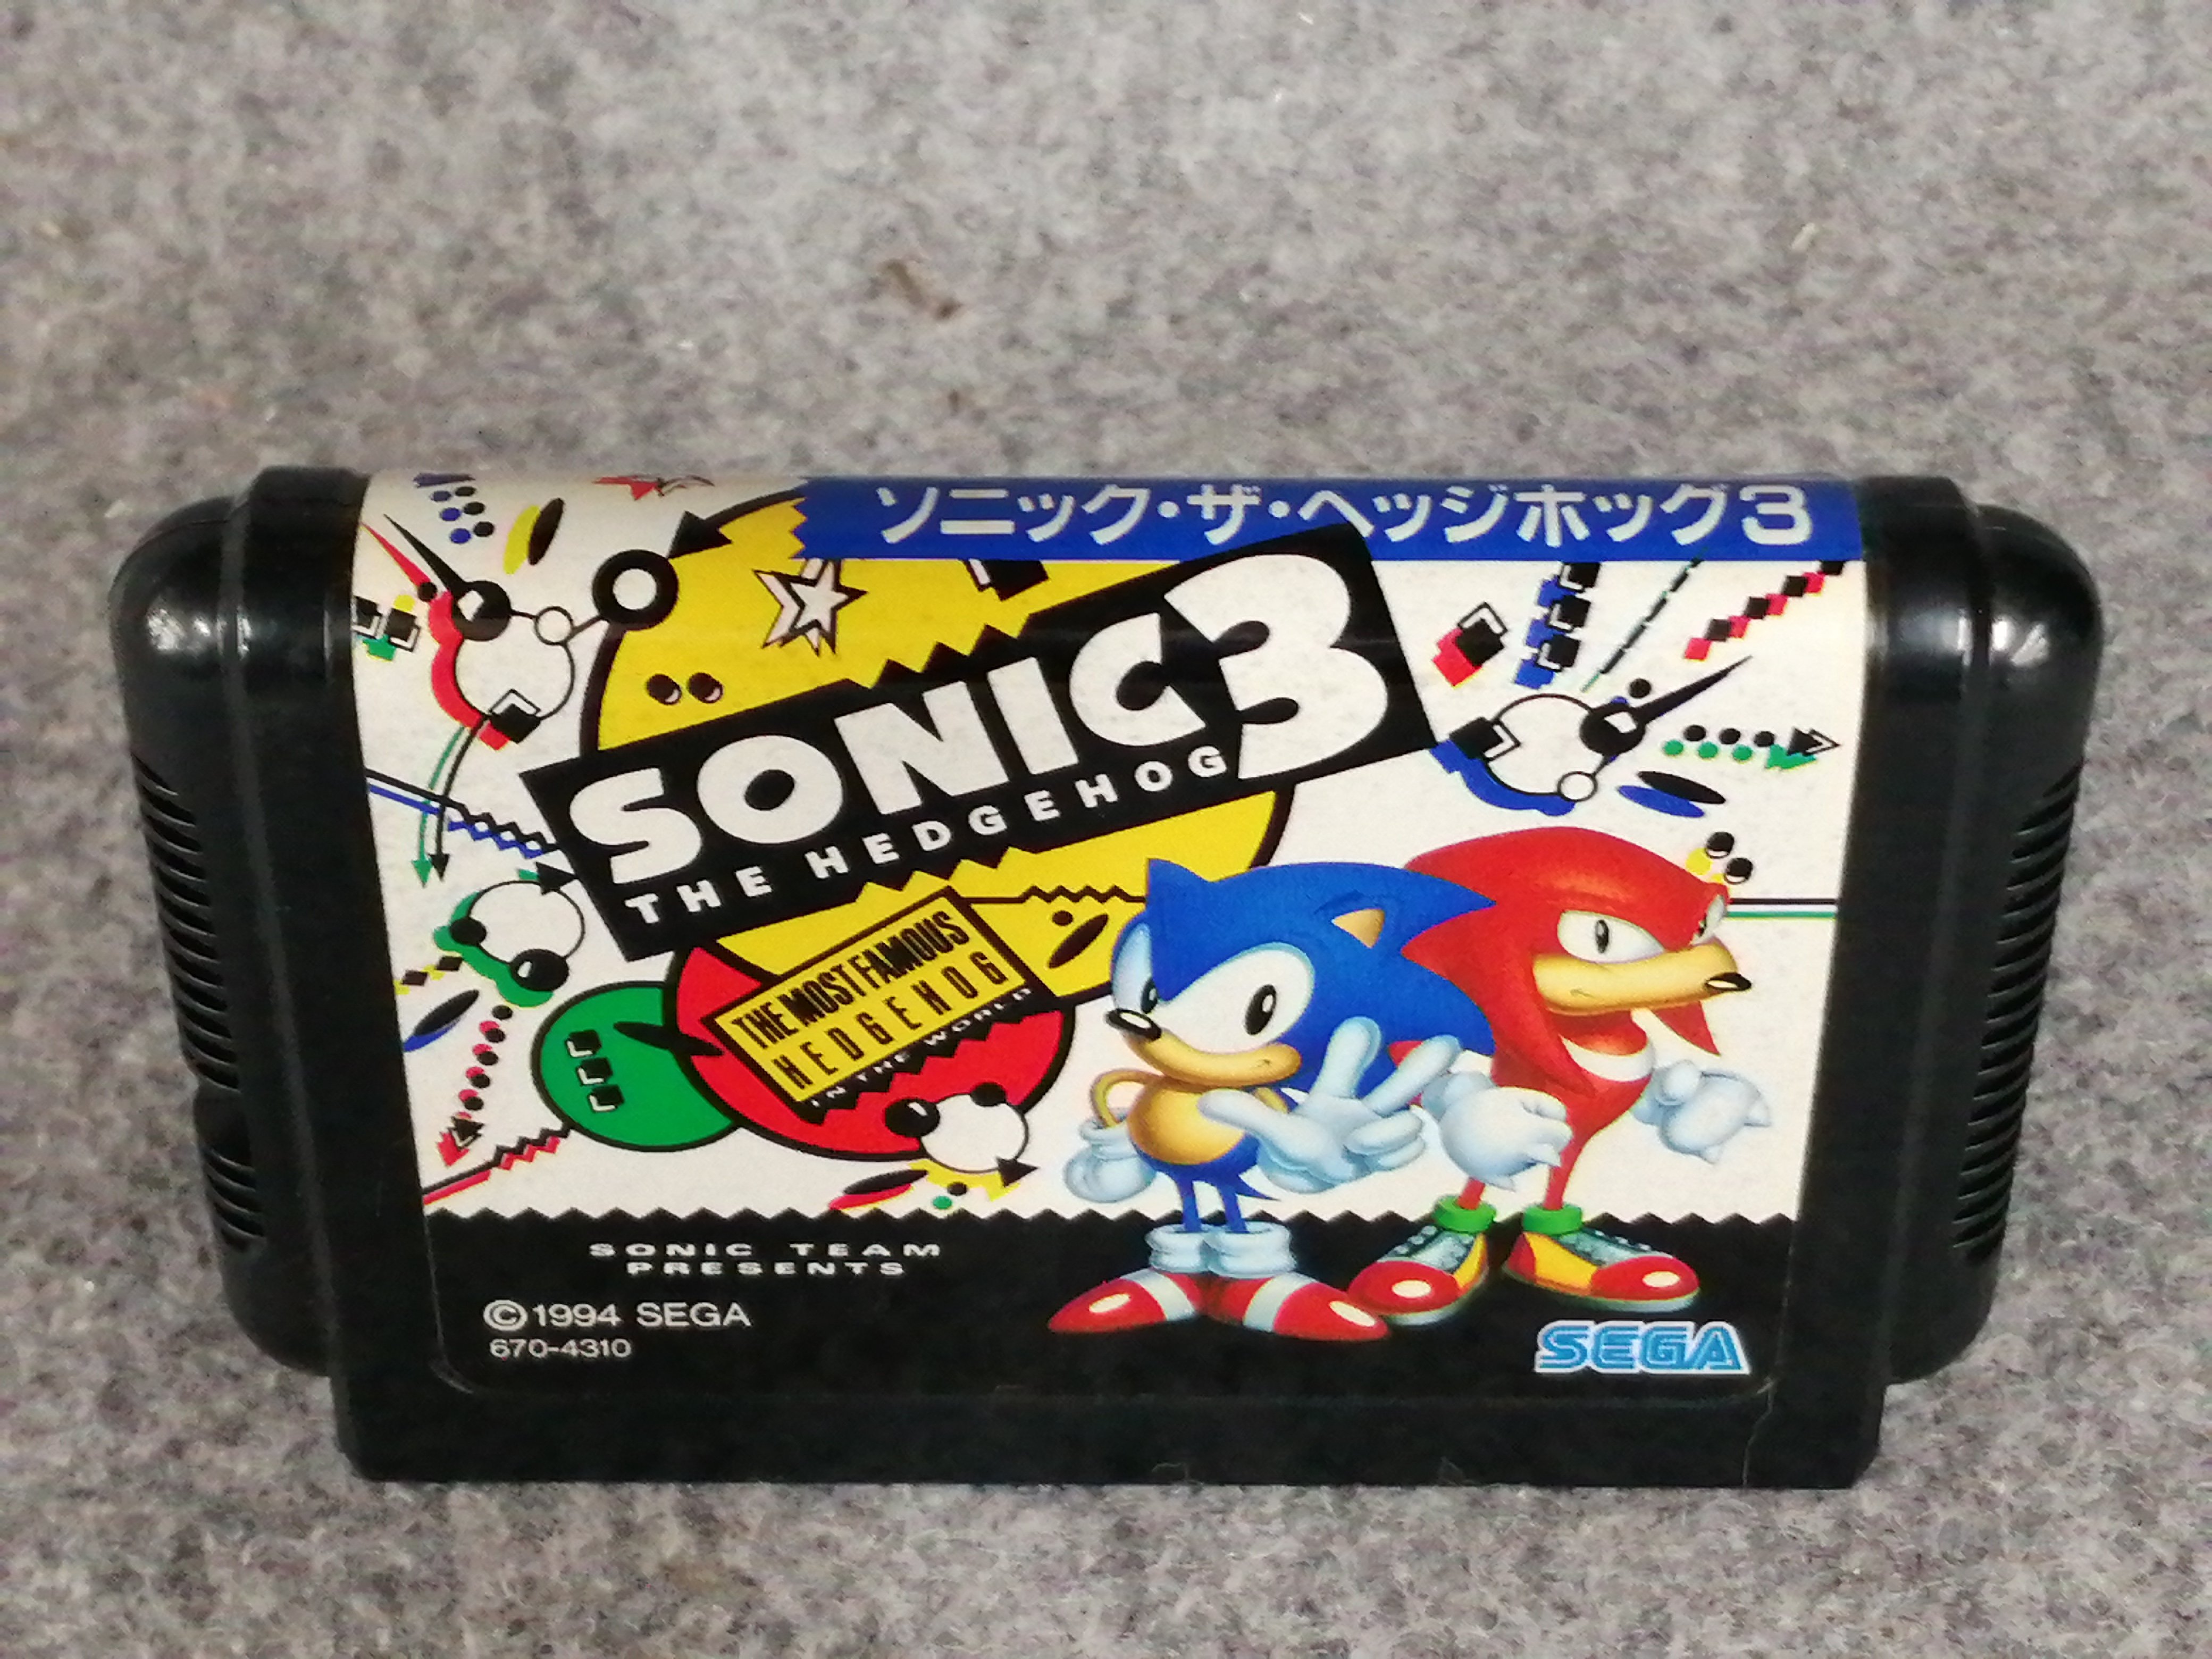 ソニック・ザ・ヘッジホッグ3
SONIC 3
THE HEDGEHOG
THE MOST FAMOUS
HEDGEHOG
IN THE WORLD
SONIC TEAM
PRESENTS
©1994 SEGA
670-4310
SEGA